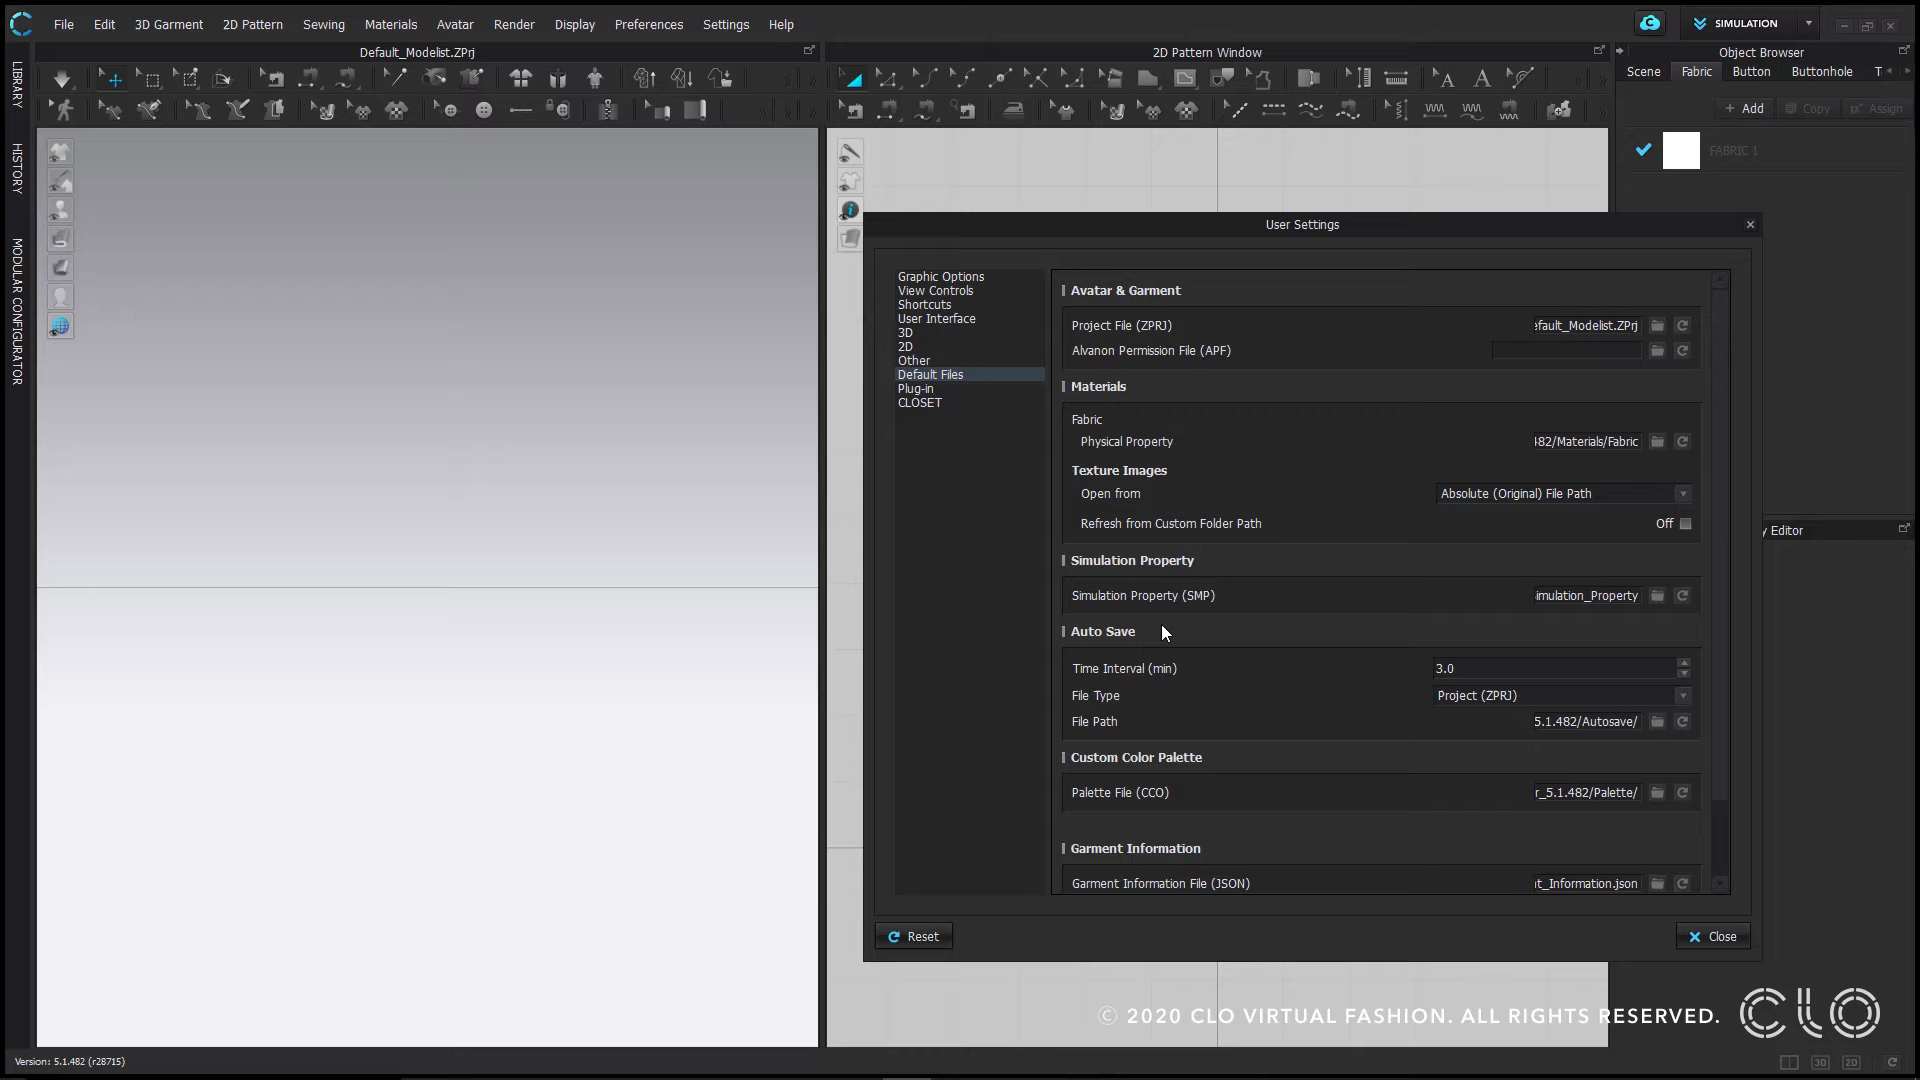 File Edit 3D Garment 2D Pattern Sewing Materials Avatar Render Display Preferences Settings Help
SIMULATION
Default_Modelist.ZPrj
2D Pattern Window
Object Browser
Scene Fabric Button Buttonhole T
+ Add Copy Assign
FABRIC 1
LIBRARY
HISTORY
MODULAR CONFIGURATOR
User Settings
Graphic Options
View Controls
Shortcuts
User Interface
3D
2D
Other
Default Files
Plug-in
CLOSET
Avatar & Garment
Project File (ZPRJ) efault_Modelist.ZPrj
Alvanon Permission File (APF)
Materials
Fabric
Physical Property 482/Materials/Fabric
Texture Images
Open from Absolute (Original) File Path
Refresh from Custom Folder Path Off
Simulation Property
Simulation Property (SMP) imulation_Property
Auto Save
Time Interval (min) 3.0
File Type Project (ZPRJ)
File Path 5.1.482/Autosave/
Custom Color Palette
Palette File (CCO) r_5.1.482/Palette/
Garment Information
Garment Information File (JSON) nt_Information.json
Reset
Close
y Editor
© 2020 CLO VIRTUAL FASHION. ALL RIGHTS RESERVED.
CLO
Version: 5.1.482 (r28715)
3D 2D